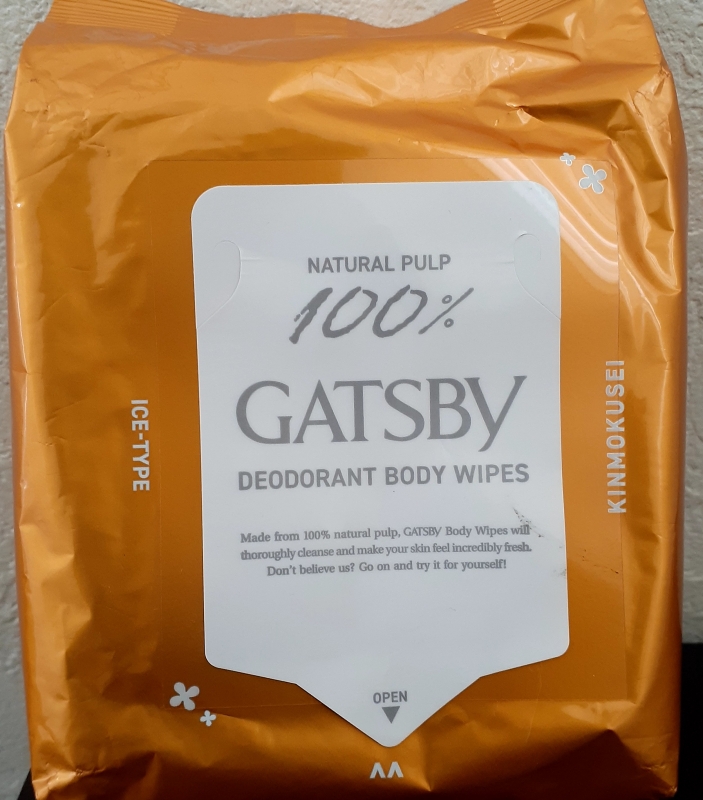 NATURAL PULP
100%
GATSBY
DEODORANT BODY WIPES
Made from 100% natural pulp, GATSBY Body Wipes will
thoroughly cleanse and make your skin feel incredibly fresh.
Don't believe us? Go on and try it for yourself!
ICE-TYPE
KINMOKUSEI
OPEN